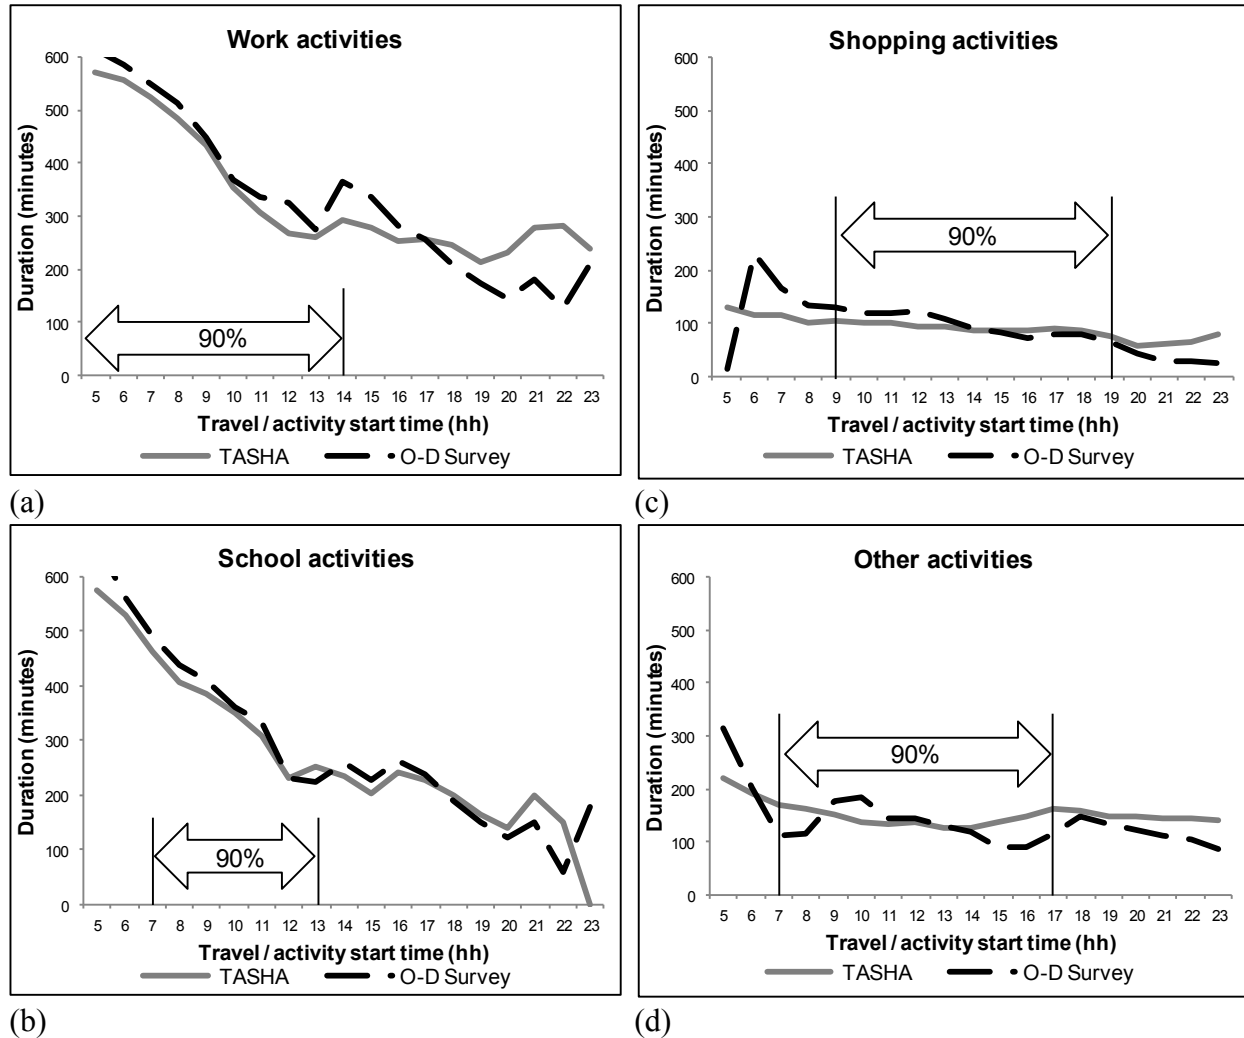 Work activities
Duration (minutes)
600
500
400
300
200
100
0
90%
5 6 7 8 9 10 11 12 13 14 15 16 17 18 19 20 21 22 23
Travel / activity start time (hh)
TASHA O-D Survey
(a)
Shopping activities
Duration (minutes)
600
500
400
300
200
100
0
90%
5 6 7 8 9 10 11 12 13 14 15 16 17 18 19 20 21 22 23
Travel / activity start time (hh)
TASHA O-D Survey
(c)
School activities
Duration (minutes)
600
500
400
300
200
100
0
90%
5 6 7 8 9 10 11 12 13 14 15 16 17 18 19 20 21 22 23
Travel / activity start time (hh)
TASHA O-D Survey
(b)
Other activities
Duration (minutes)
600
500
400
300
200
100
0
90%
5 6 7 8 9 10 11 12 13 14 15 16 17 18 19 20 21 22 23
Travel / activity start time (hh)
TASHA O-D Survey
(d)